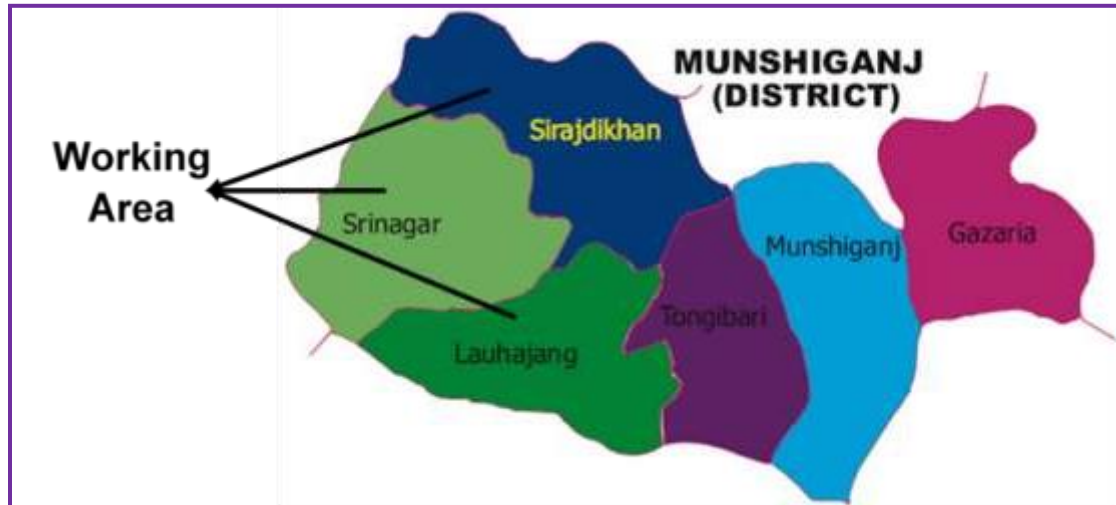 MUNSHIGANJ
(DISTRICT)
Working
Area
Sirajdikhan
Srinagar
Munshiganj
Gazaria
Tongibari
Lauhajang